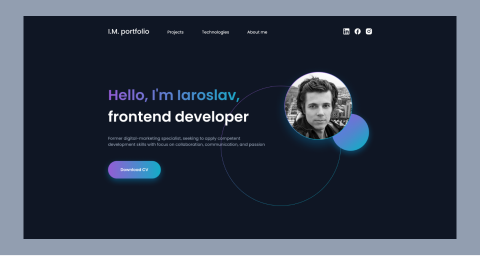 I.M. portfolio
Projects
Technologies
About me
Hello, I'm Iaroslav,
frontend developer
Former digital-marketing specialist, seeking to apply competent
development skills with focus on collaboration, communication, and passion
Download CV